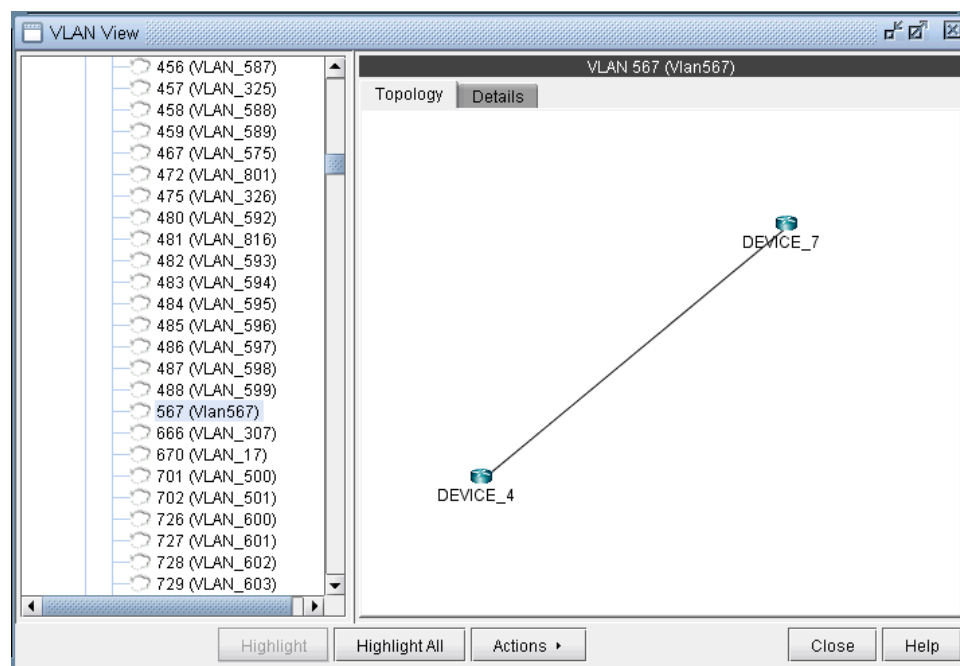 VLAN View
456 (VLAN_587)
457 (VLAN_325)
458 (VLAN_588)
459 (VLAN_589)
467 (VLAN_575)
472 (VLAN_801)
475 (VLAN_326)
480 (VLAN_592)
481 (VLAN_816)
482 (VLAN_593)
483 (VLAN_594)
484 (VLAN_595)
485 (VLAN_596)
486 (VLAN_597)
487 (VLAN_598)
488 (VLAN_599)
567 (Vlan567)
666 (VLAN_307)
670 (VLAN_17)
701 (VLAN_500)
702 (VLAN_501)
726 (VLAN_600)
727 (VLAN_601)
728 (VLAN_602)
729 (VLAN_603)
VLAN 567 (Vlan567)
Topology Details
DEVICE_7
DEVICE_4
Highlight Highlight All Actions Close Help